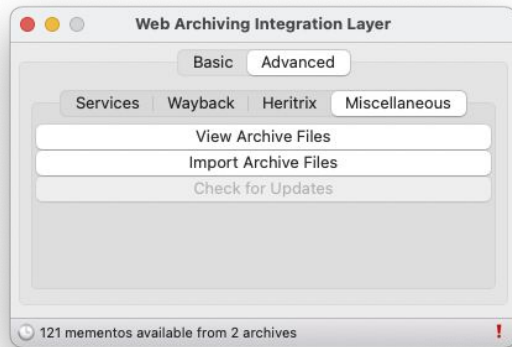 Web Archiving Integration Layer
Basic Advanced
Services Wayback Heritrix Miscellaneous
View Archive Files
Import Archive Files
Check for Updates
121 mementos available from 2 archives !